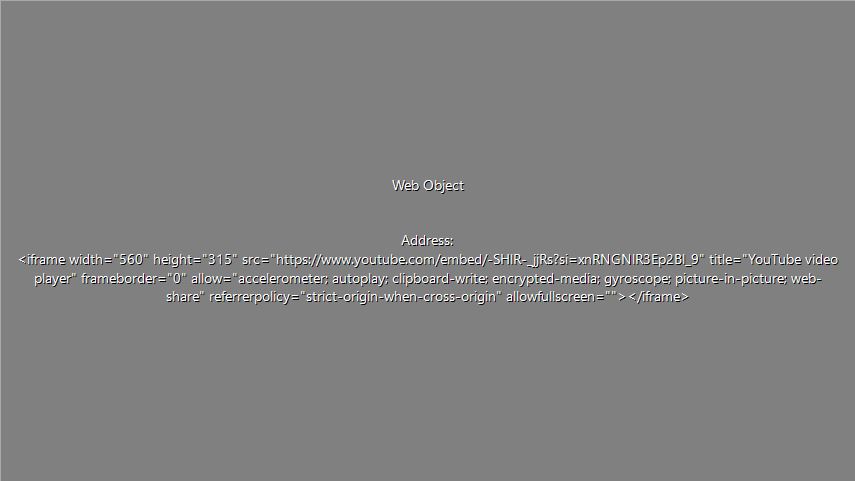 Web Object
Address:
<iframe width="560" height="315" src="https://www.youtube.com/embed/-SHIR-_jjRs?si=xnRNGNIR3Ep2Bl_9" title="YouTube video
player" frameborder="0" allow="accelerometer; autoplay; clipboard-write; encrypted-media; gyroscope; picture-in-picture; web-
share" referrerpolicy="strict-origin-when-cross-origin" allowfullscreen=""></iframe>